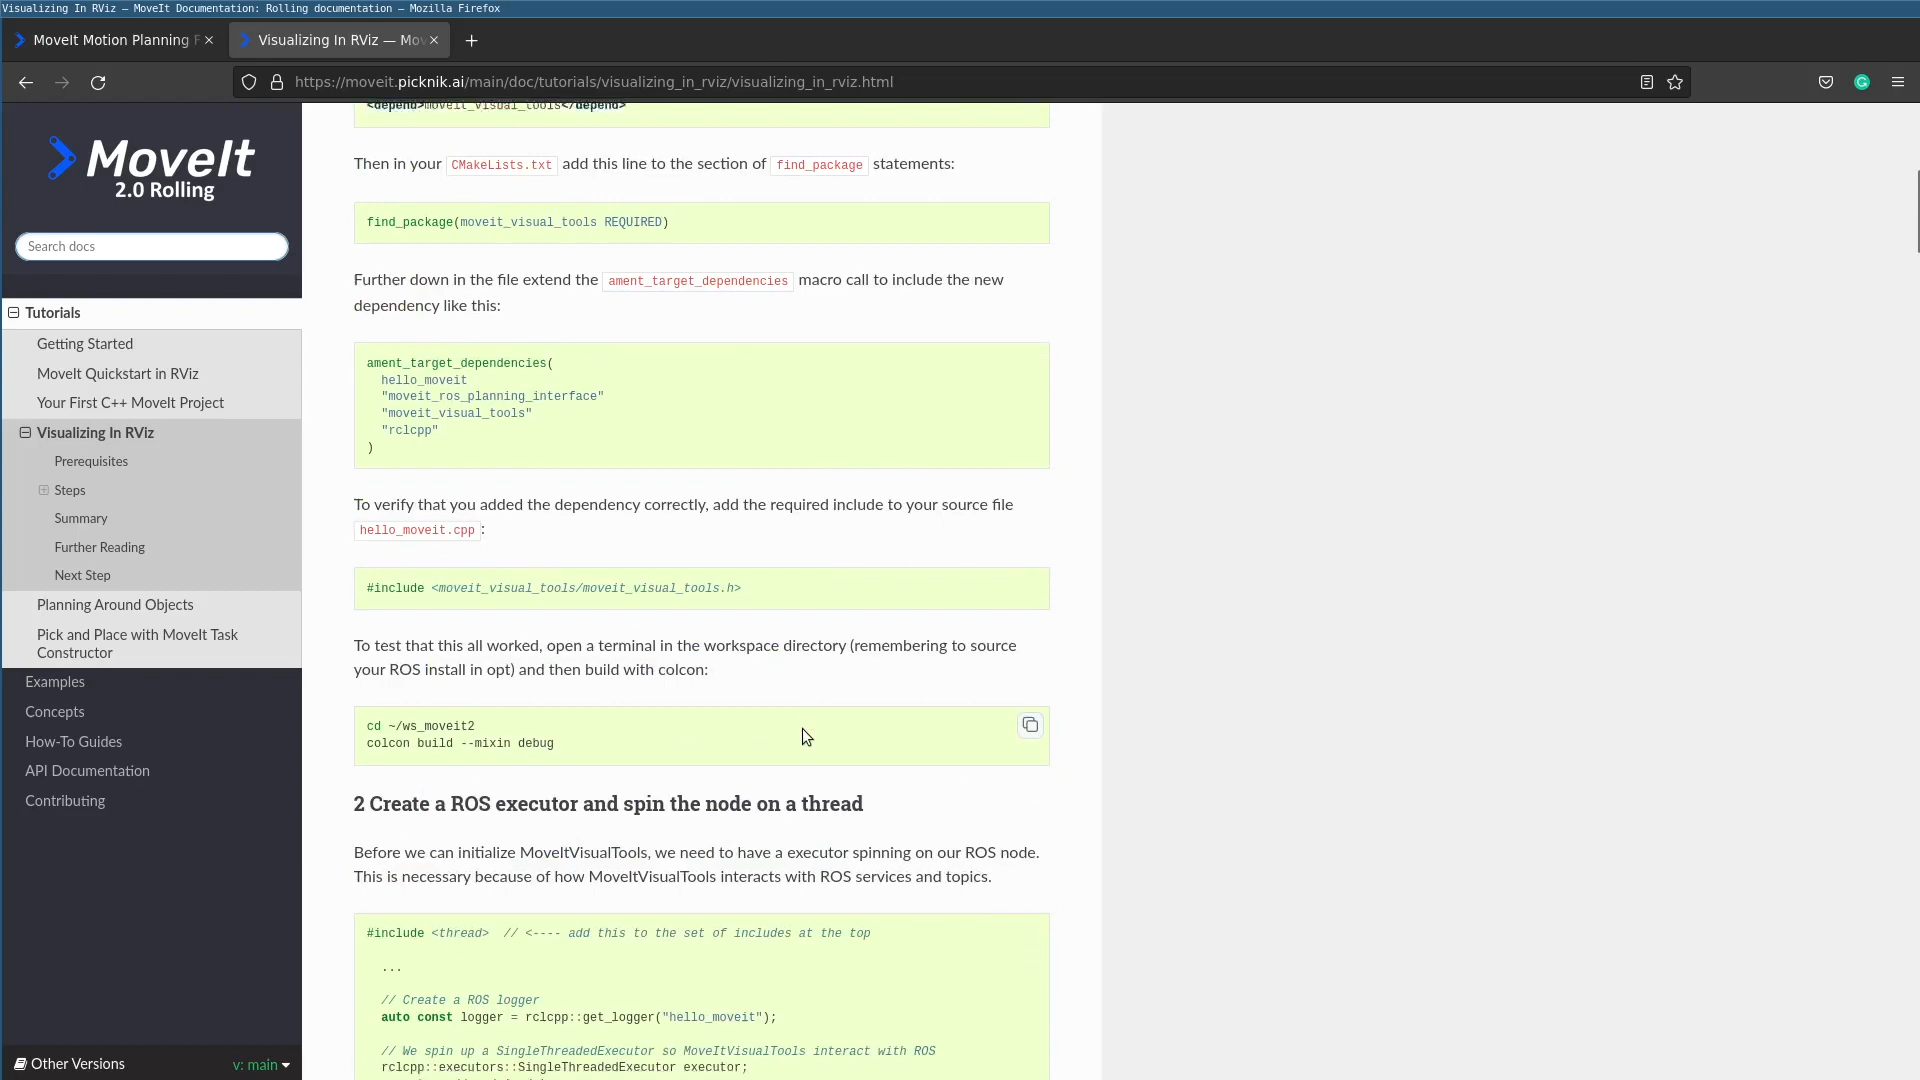 Visualizing In RViz — MoveIt Documentation: Rolling documentation — Mozilla Firefox
MoveIt Motion Planning F
Visualizing In RViz — Mov
https://moveit.picknik.ai/main/doc/tutorials/visualizing_in_rviz/visualizing_in_rviz.html
MoveIt
2.0 Rolling
Search docs
Tutorials
Getting Started
MoveIt Quickstart in RViz
Your First C++ MoveIt Project
Visualizing In RViz
Prerequisites
Steps
Summary
Further Reading
Next Step
Planning Around Objects
Pick and Place with MoveIt Task
Constructor
Examples
Concepts
How-To Guides
API Documentation
Contributing
Other Versions
v: main
<depend>moveit_visual_tools</depend>
Then in your CMakeLists.txt add this line to the section of find_package statements:
find_package(moveit_visual_tools REQUIRED)
Further down in the file extend the ament_target_dependencies macro call to include the new
dependency like this:
ament_target_dependencies(
hello_moveit
"moveit_ros_planning_interface"
"moveit_visual_tools"
"rclcpp"
)
To verify that you added the dependency correctly, add the required include to your source file
hello_moveit.cpp:
#include <moveit_visual_tools/moveit_visual_tools.h>
To test that this all worked, open a terminal in the workspace directory (remembering to source
your ROS install in opt) and then build with colcon:
cd ~/ws_moveit2
colcon build --mixin debug
2 Create a ROS executor and spin the node on a thread
Before we can initialize MoveItVisualTools, we need to have a executor spinning on our ROS node.
This is necessary because of how MoveItVisualTools interacts with ROS services and topics.
#include <thread>  // <---- add this to the set of includes at the top
...
// Create a ROS logger
auto const logger = rclcpp::get_logger("hello_moveit");
// We spin up a SingleThreadedExecutor so MoveItVisualTools interact with ROS
rclcpp::executors::SingleThreadedExecutor executor;